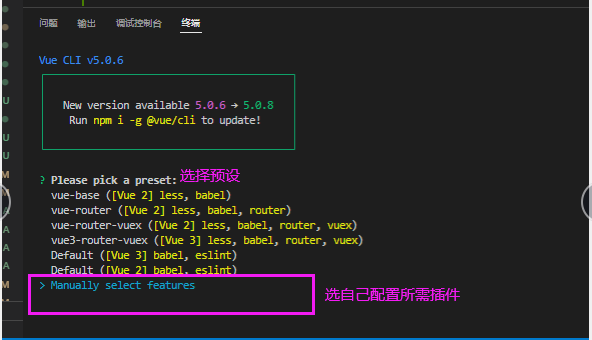 问题 输出 调试控制台 终端
Vue CLI v5.0.6
New version available 5.0.6 → 5.0.8
Run npm i -g @vue/cli to update!
? Please pick a preset: 选择预设
vue-base ([Vue 2] less, babel)
vue-router ([Vue 2] less, babel, router)
U
vue-router-vuex ([Vue 2] less, babel, router, vuex)
U
vue3-router-vuex ([Vue 3] less, babel, router, vuex)
U
Default ([Vue 3] babel, eslint)
M
Default ([Vue 2] babel, eslint)
M
> Manually select features 选自己配置所需插件
A
A
A
M
M